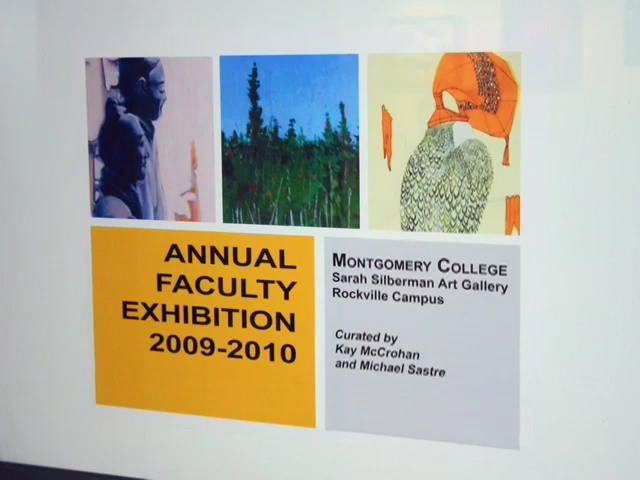 ANNUAL
FACULTY
EXHIBITION
2009-2010
MONTGOMERY COLLEGE
Sarah Silberman Art Gallery
Rockville Campus
Curated by
Kay McCrohan
and Michael Sastre